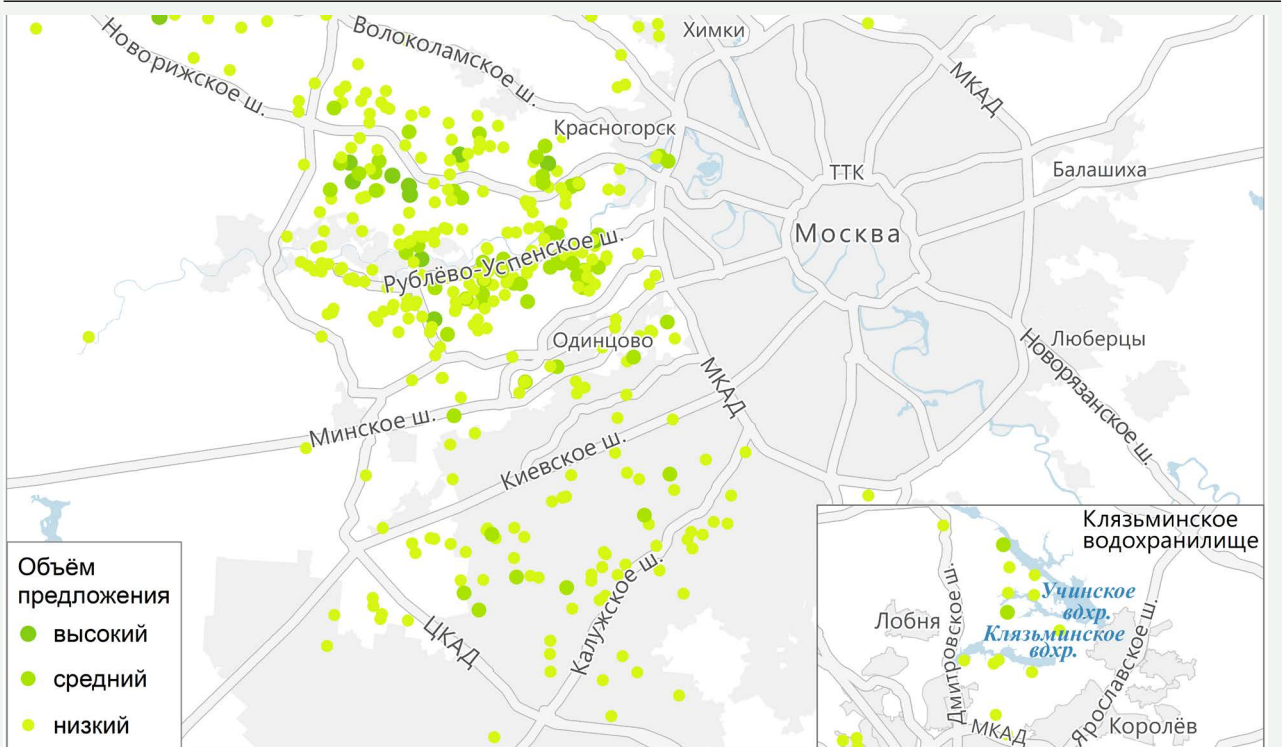 Химки
Волоколамское ш.
Новорижское ш.
МКАД
Красногорск
Балашиха
ТТК
Москва
Рублёво-Успенское ш.
Одинцово
Люберцы
Новорязанское ш.
МКАД
Минское ш.
Киевское ш.
Клязьминское
водохранилище
Объём
предложения
высокий
средний
низкий
Учинское
вдхр.
Лобня
Клязьминское
вдхр.
Дмитровское ш.
Ярославское ш.
ЦКАД
Калужское ш.
МКАД
Королёв